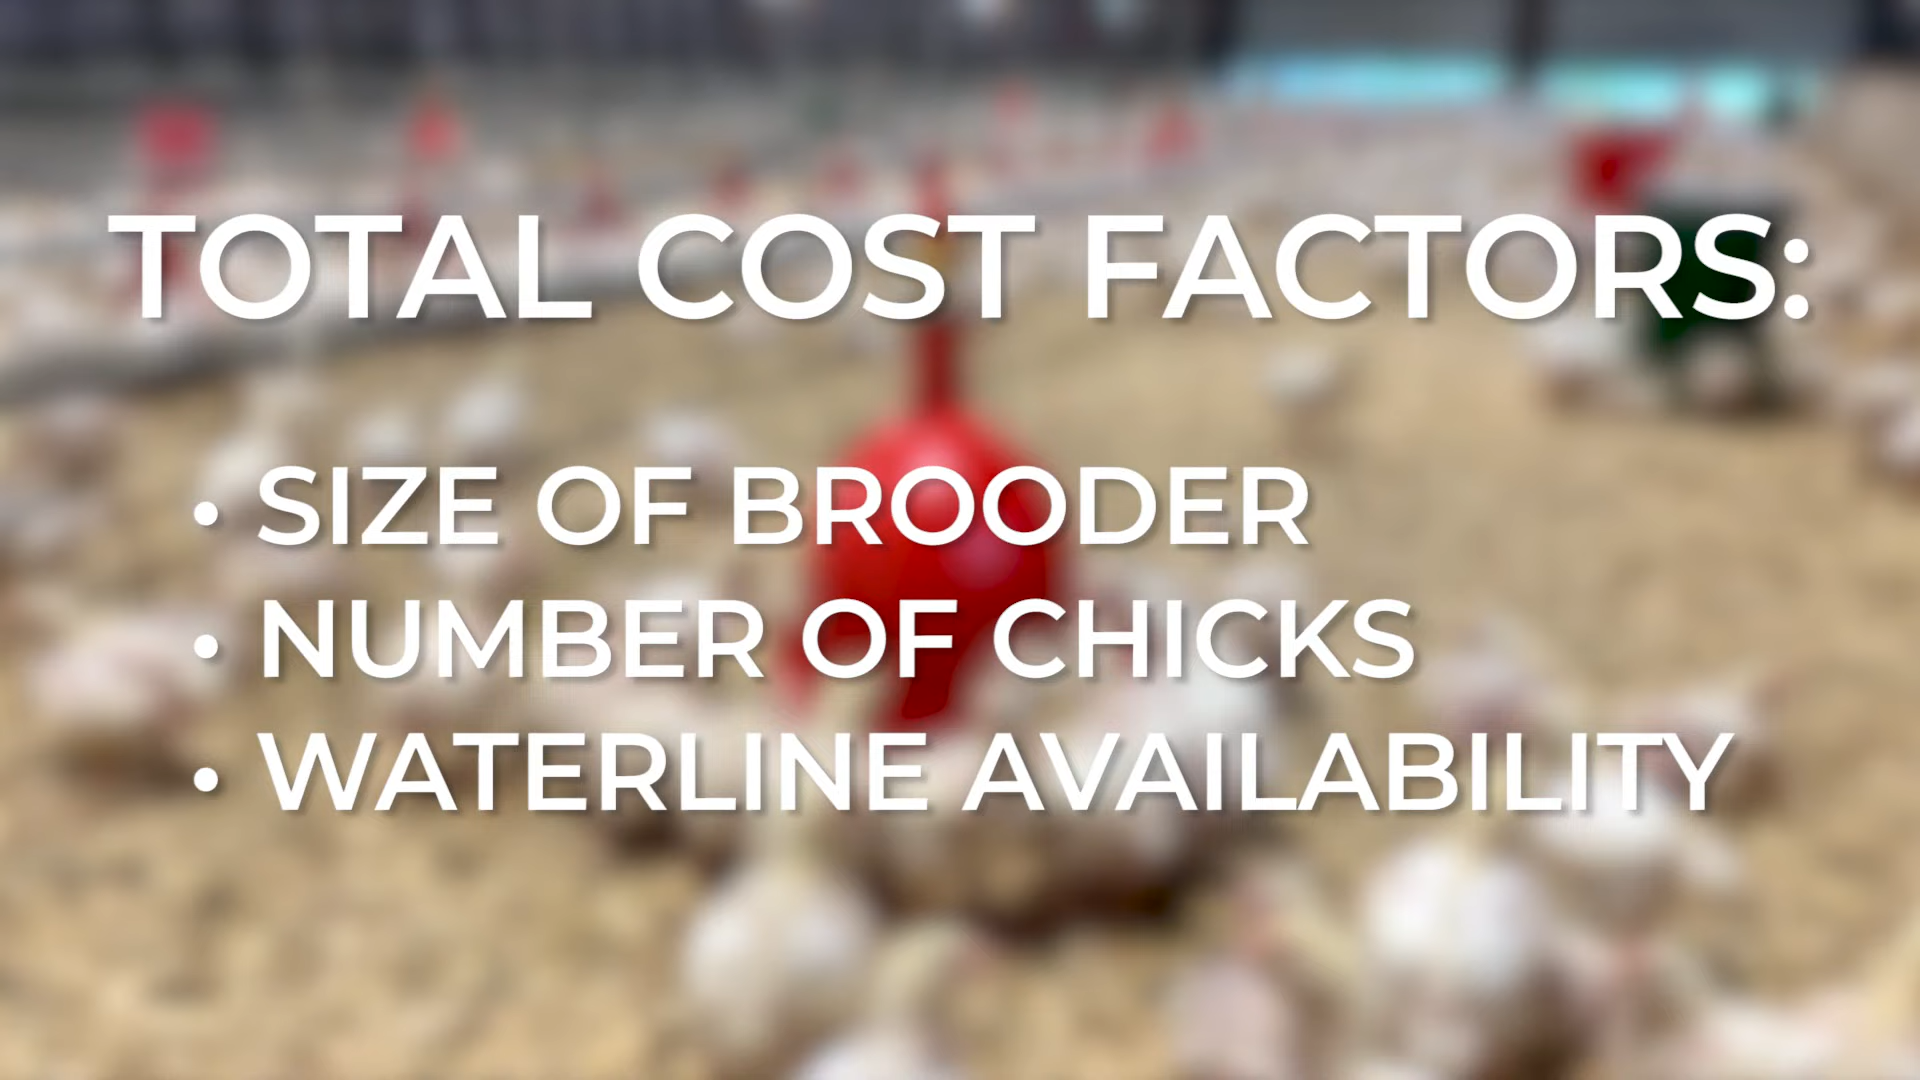 TOTAL COST FACTORS:
• SIZE OF BROODER
• NUMBER OF CHICKS
• WATERLINE AVAILABILITY